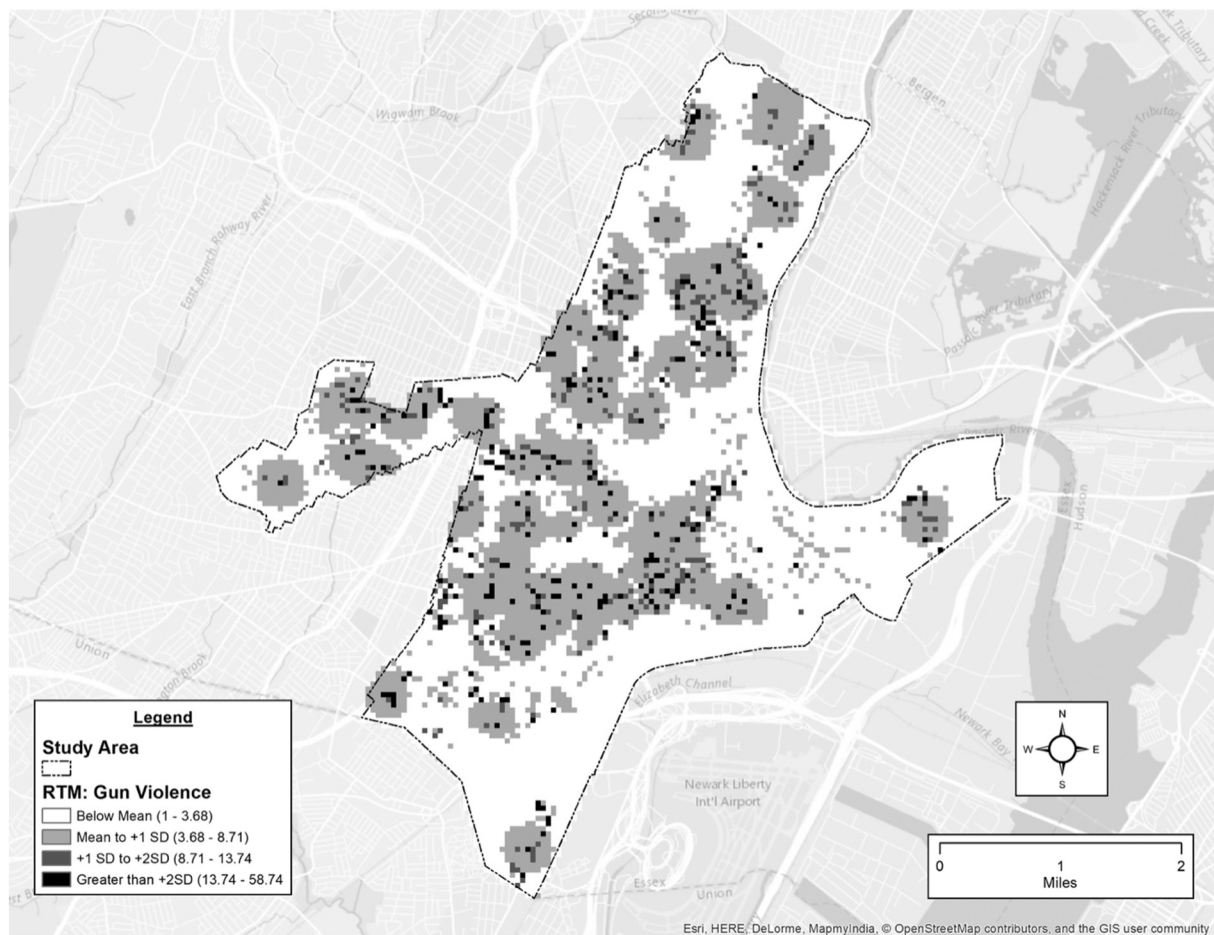 Second River
Creek Tributary
Bergen
Wigwam Brook
Hackensack River Tributary
East Branch Rahway River
Passaic River Tributary
Passaic River
Essex
Hudson
Union
Elizabeth Channel
Newark Bay
Newark Liberty
Int'l Airport
Essex
Union
Legend
Study Area
RTM: Gun Violence
Below Mean (1 - 3.68)
Mean to +1 SD (3.68 - 8.71)
+1 SD to +2SD (8.71 - 13.74
Greater than +2SD (13.74 - 58.74)
N
W
E
S
0
1
2
Miles
Esri, HERE, DeLorme, MapmyIndia, © OpenStreetMap contributors, and the GIS user community